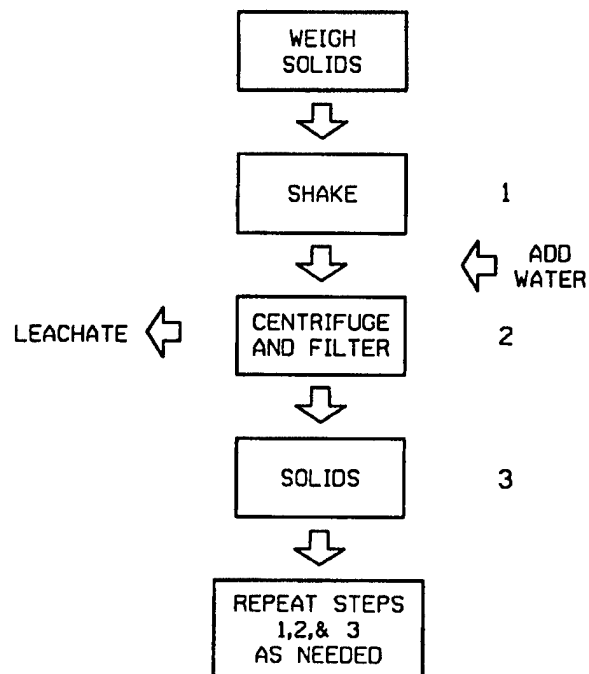 WEIGH
SOLIDS
SHAKE
1
ADD
WATER
LEACHATE
CENTRIFUGE
AND FILTER
2
SOLIDS
3
REPEAT STEPS
1,2,& 3
AS NEEDED